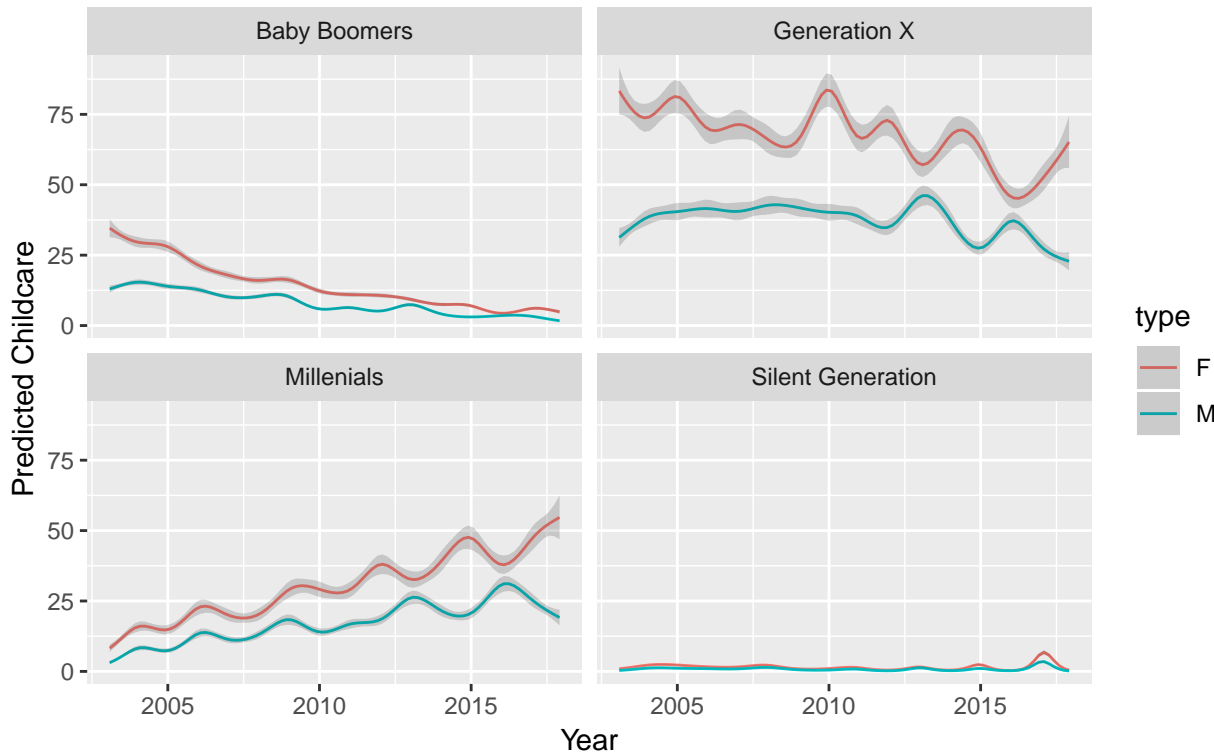 Baby Boomers
Generation X
75
50
25
0
Millenials
Silent Generation
75
50
25
0
2005 2010 2015
2005 2010 2015
Predicted Childcare
Year
type
F
M